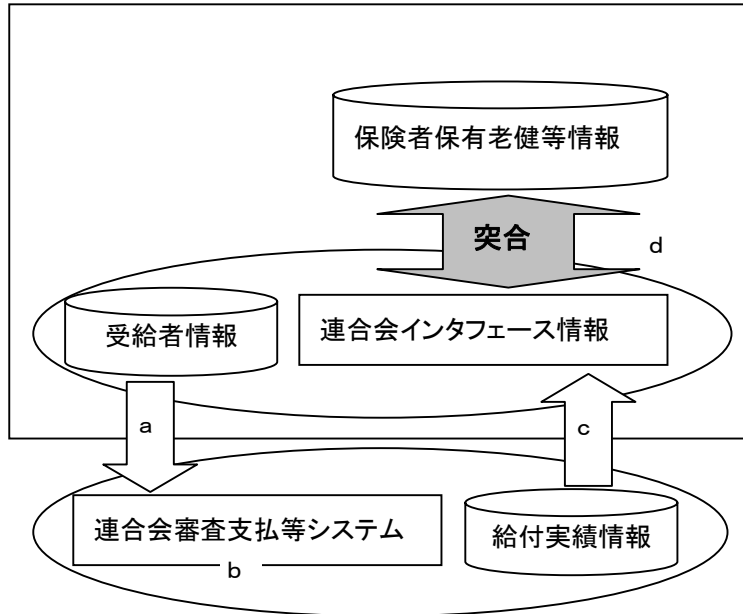 保険者保有老健等情報
突合
d
受給者情報
連合会インタフェース情報
a
c
連合会審査支払等システム
給付実績情報
b